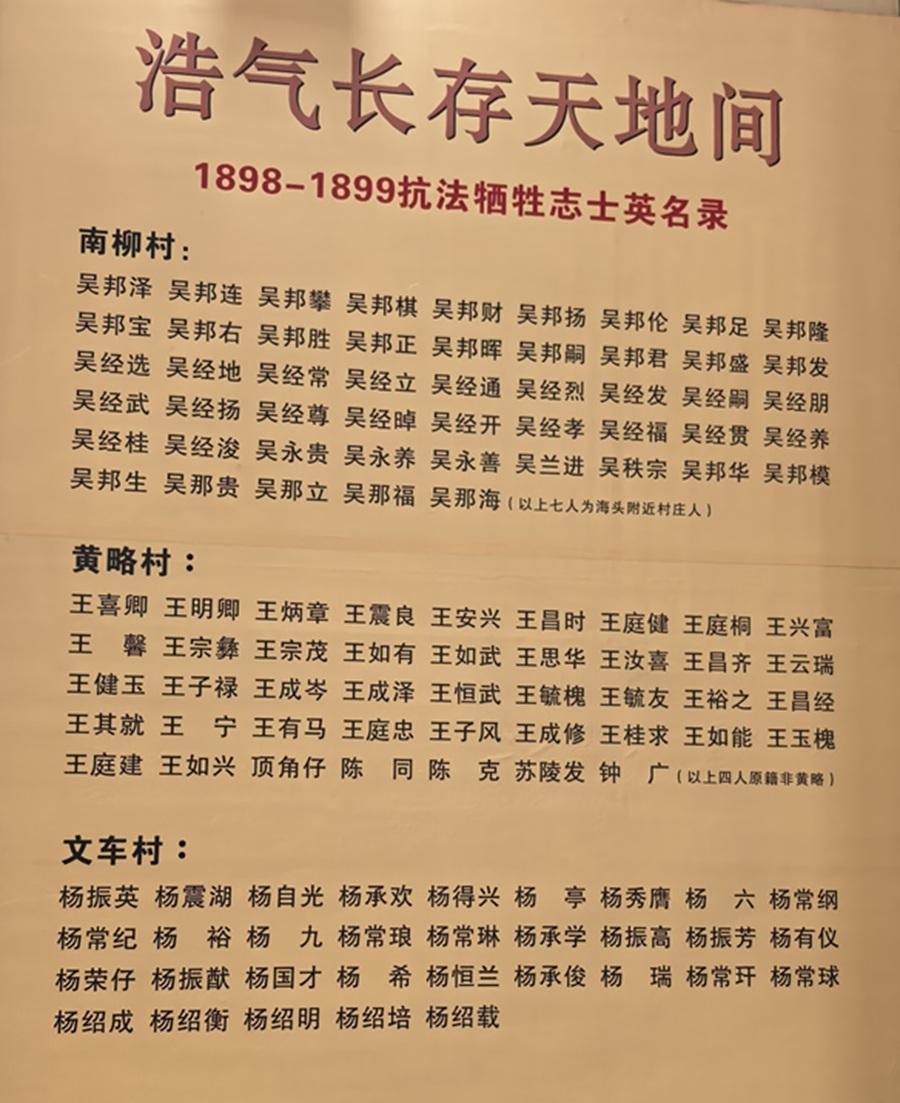 浩气长存天地间
1898-1899抗法牺牲志士英名录
南柳村：
吴邦泽 吴邦连 吴邦攀 吴邦棋 吴邦财 吴邦扬 吴邦伦 吴邦足 吴邦隆
吴邦宝 吴邦右 吴邦胜 吴邦正 吴邦晖 吴邦嗣 吴邦君 吴邦盛 吴邦发
吴经选 吴经地 吴经常 吴经立 吴经通 吴经烈 吴经发 吴经嗣 吴经朋
吴经武 吴经扬 吴经尊 吴经晫 吴经开 吴经孝 吴经福 吴经贯 吴经养
吴经桂 吴经浚 吴永贵 吴永养 吴永善 吴兰进 吴秩宗 吴邦华 吴邦模
吴邦生 吴那贵 吴那立 吴那福 吴那海（以上七人为海头附近村庄人）
黄略村：
王喜卿 王明卿 王炳章 王震良 王安兴 王昌时 王庭健 王庭桐 王兴富
王　馨 王宗彝 王宗茂 王如有 王如武 王思华 王汝喜 王昌齐 王云瑞
王健玉 王子禄 王成岑 王成泽 王恒武 王毓槐 王毓友 王裕之 王昌经
王其就 王　宁 王有马 王庭忠 王子风 王成修 王桂求 王如能 王玉槐
王庭建 王如兴 顶角仔 陈　同 陈　克 苏陵发 钟　广（以上四人原籍非黄略）
文车村：
杨振英 杨震湖 杨自光 杨承欢 杨得兴 杨　亭 杨秀膺 杨　六 杨常纲
杨常纪 杨　裕 杨　九 杨常琅 杨常琳 杨承学 杨振高 杨振芳 杨有仪
杨荣仔 杨振猷 杨国才 杨　希 杨恒兰 杨承俊 杨　瑞 杨常玕 杨常球
杨绍成 杨绍衡 杨绍明 杨绍培 杨绍载